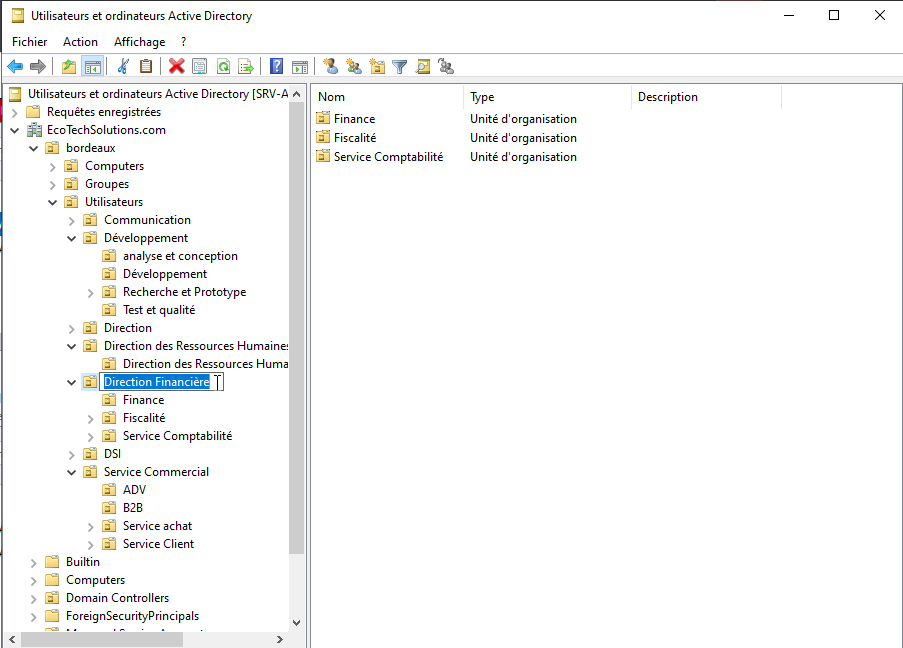 Utilisateurs et ordinateurs Active Directory
Fichier Action Affichage ?
Utilisateurs et ordinateurs Active Directory [SRV-A
Requêtes enregistrées
EcoTechSolutions.com
bordeaux
Computers
Groupes
Utilisateurs
Communication
Développement
analyse et conception
Développement
Recherche et Prototype
Test et qualité
Direction
Direction des Ressources Humaines
Direction des Ressources Huma
Direction Financière
Finance
Fiscalité
Service Comptabilité
DSI
Service Commercial
ADV
B2B
Service achat
Service Client
Builtin
Computers
Domain Controllers
ForeignSecurityPrincipals
Nom Type Description
Finance Unité d'organisation
Fiscalité Unité d'organisation
Service Comptabilité Unité d'organisation